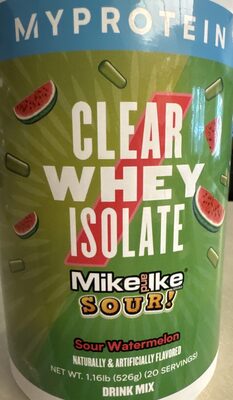 MYPROTEIN
CLEAR
WHEY
ISOLATE
Mike and Ike®
SOUR!
Sour Watermelon
NATURALLY & ARTIFICIALLY FLAVORED
NET WT. 1.16lb (526g) (20 SERVINGS)
DRINK MIX